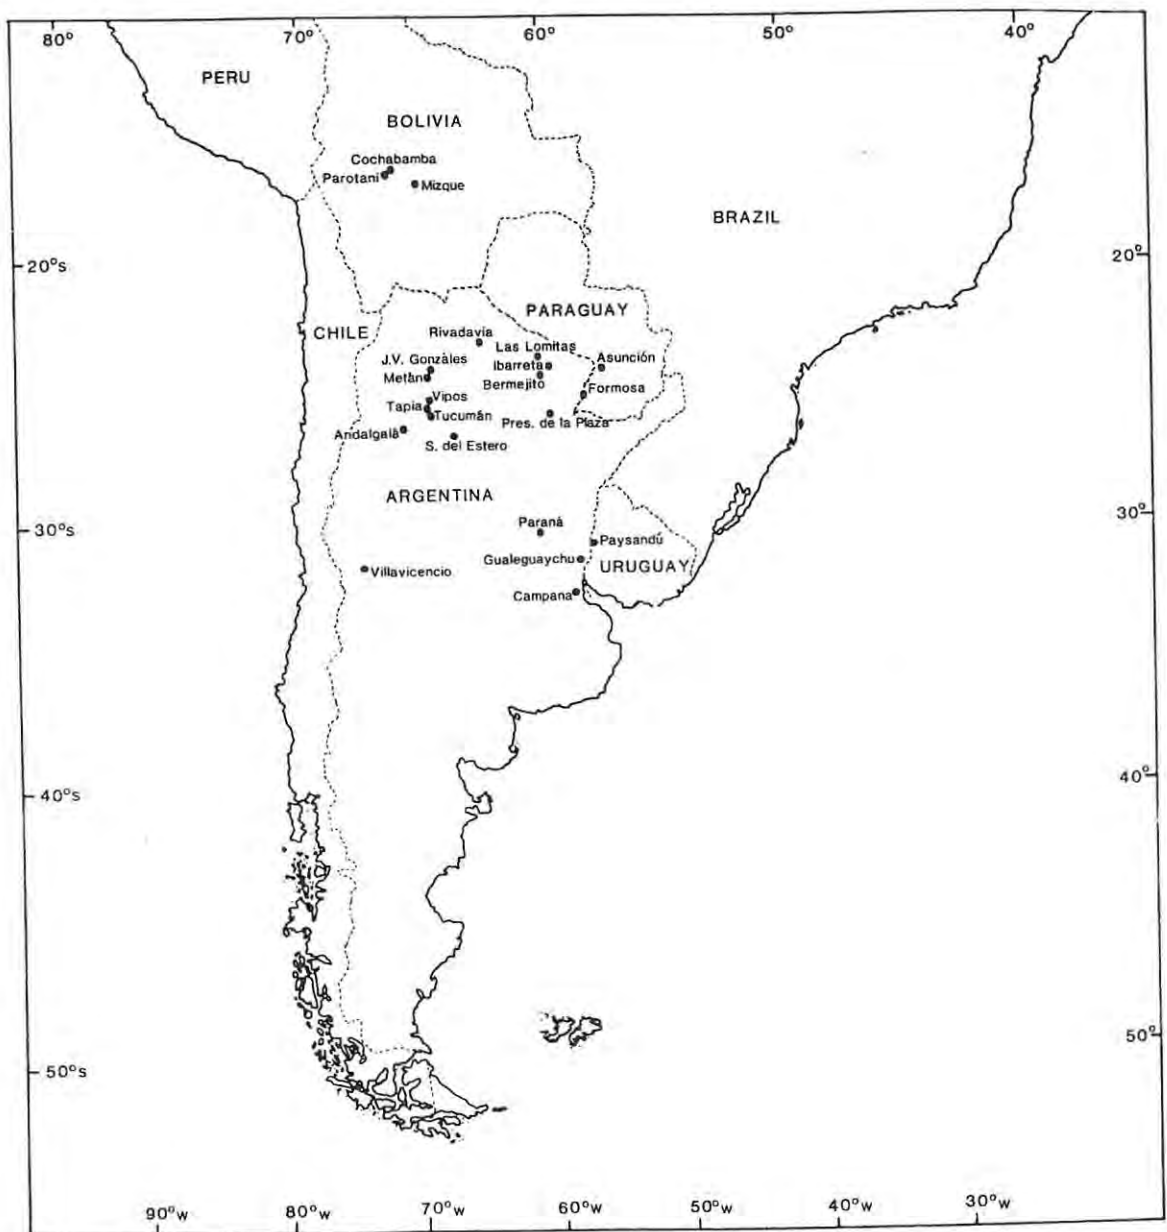 80° 70° 60° 50° 40°
PERU
BOLIVIA
Cochabamba
Parotani
Mizque
BRAZIL
20°s
20°
PARAGUAY
CHILE
Rivadavia
Las Lomitas
J.V. Gonzàles
Asunción
Ibarreta
Metàn
Bermejito
Formosa
Vipos
Tapia
Tucumán
Pres. de la Plaza
Andalgalà
S. del Estero
ARGENTINA
30°s
30°
Paraná
Paysandù
Gualeguaychu
URUGUAY
Villavicencio
Campana
40°s
40°
50°s
50°
90°w 80°w 70°w 60°w 50°w 40°w 30°w